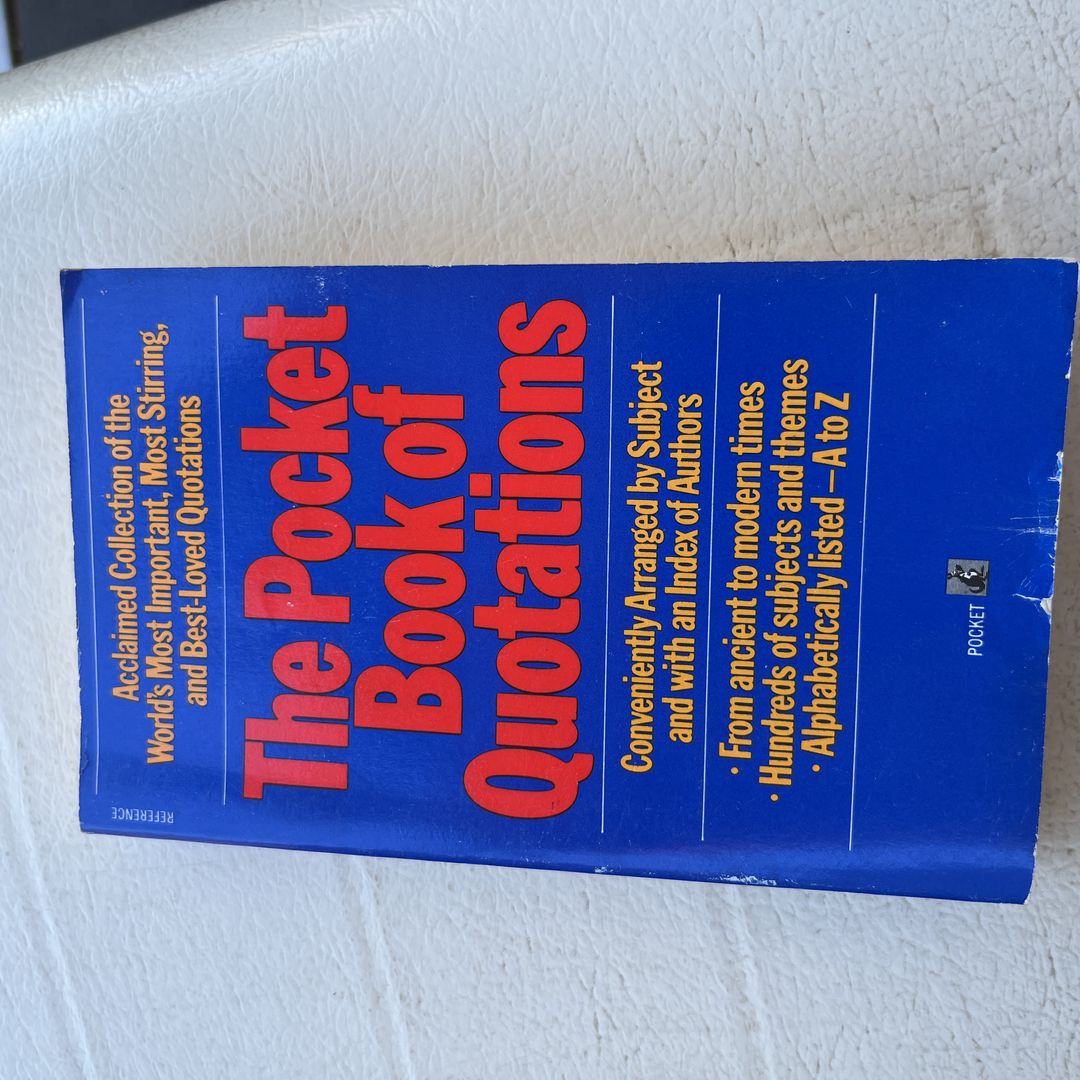 REFERENCE
Acclaimed Collection of the
World's Most Important, Most Stirring,
and Best-Loved Quotations
The Pocket
Book of
Quotations
Conveniently Arranged by Subject
and with an Index of Authors
• From ancient to modern times
• Hundreds of subjects and themes
• Alphabetically listed—A to Z
POCKET